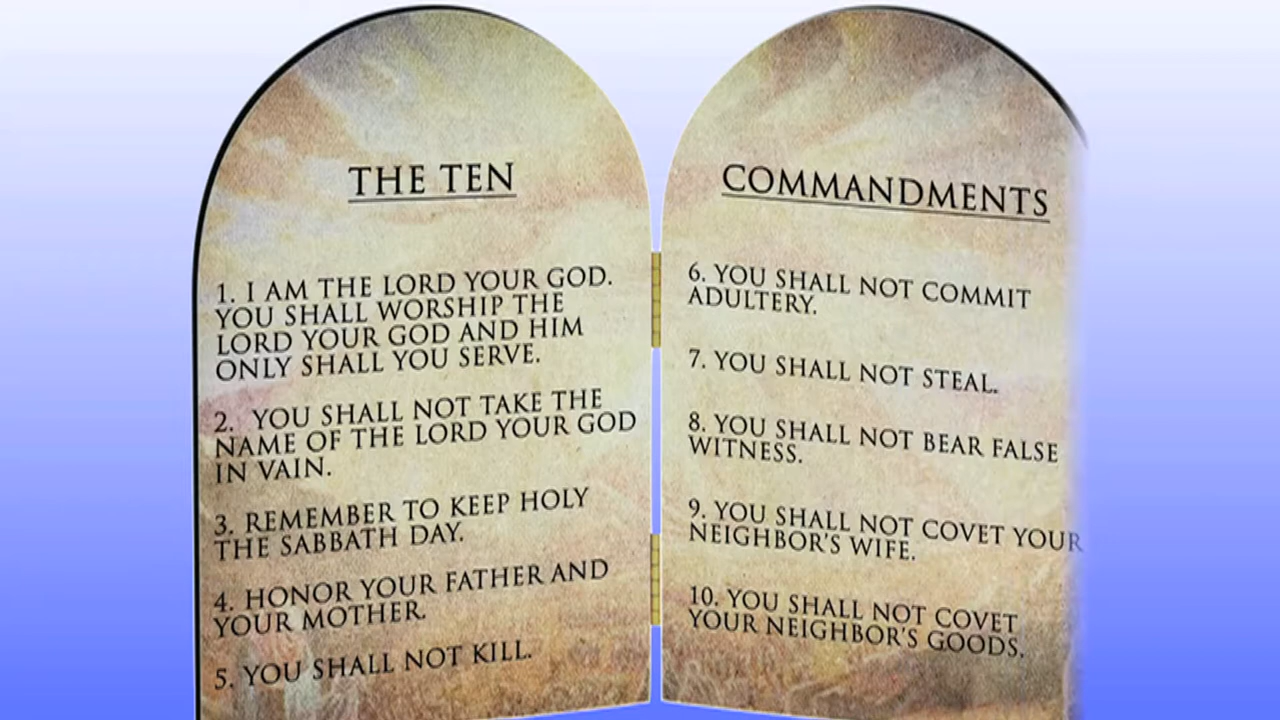 THE TEN
1. I AM THE LORD YOUR GOD.
YOU SHALL WORSHIP THE
LORD YOUR GOD AND HIM
ONLY SHALL YOU SERVE.
2. YOU SHALL NOT TAKE THE
NAME OF THE LORD YOUR GOD
IN VAIN.
3. REMEMBER TO KEEP HOLY
THE SABBATH DAY.
4. HONOR YOUR FATHER AND
YOUR MOTHER.
5. YOU SHALL NOT KILL.
COMMANDMENTS
6. YOU SHALL NOT COMMIT
ADULTERY.
7. YOU SHALL NOT STEAL.
8. YOU SHALL NOT BEAR FALSE
WITNESS.
9. YOU SHALL NOT COVET YOUR
NEIGHBOR'S WIFE.
10. YOU SHALL NOT COVET
YOUR NEIGHBOR'S GOODS.